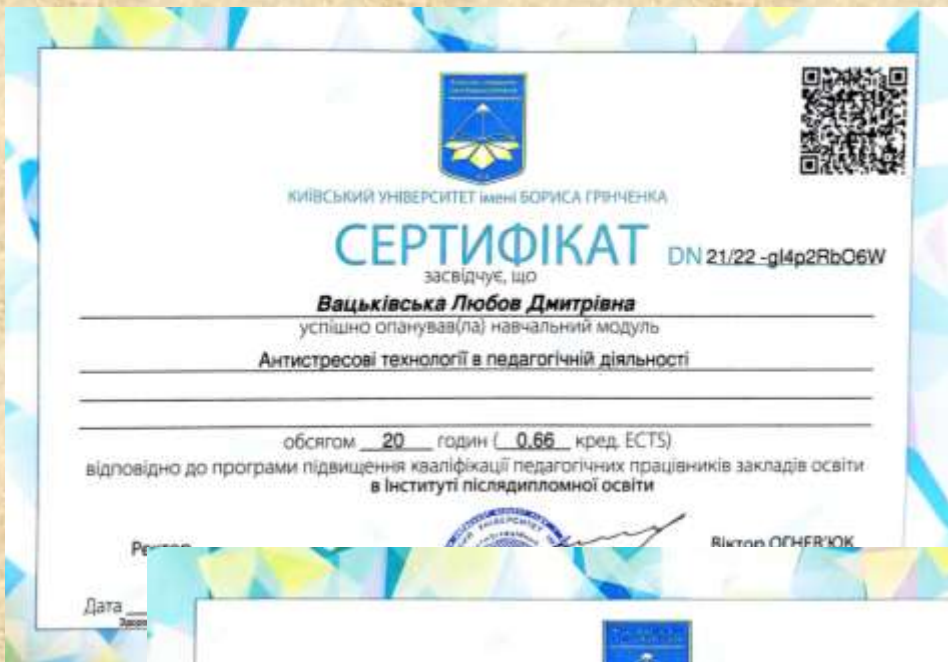 КИЇВСЬКИЙ УНІВЕРСИТЕТ імені БОРИСА ГРІНЧЕНКА
СЕРТИФІКАТ DN 21/22 -gI4p2RbO6W
засвідчує, що
Вацьківська Любов Дмитрівна
успішно опанував(ла) навчальний модуль
Антистресові технології в педагогічній діяльності
обсягом 20 годин ( 0,66 кред. ECTS)
відповідно до програми підвищення кваліфікації педагогічних працівників закладів освіти
в Інституті післядипломної освіти
Ректор Віктор ОГНЕВ'ЮК
Дата